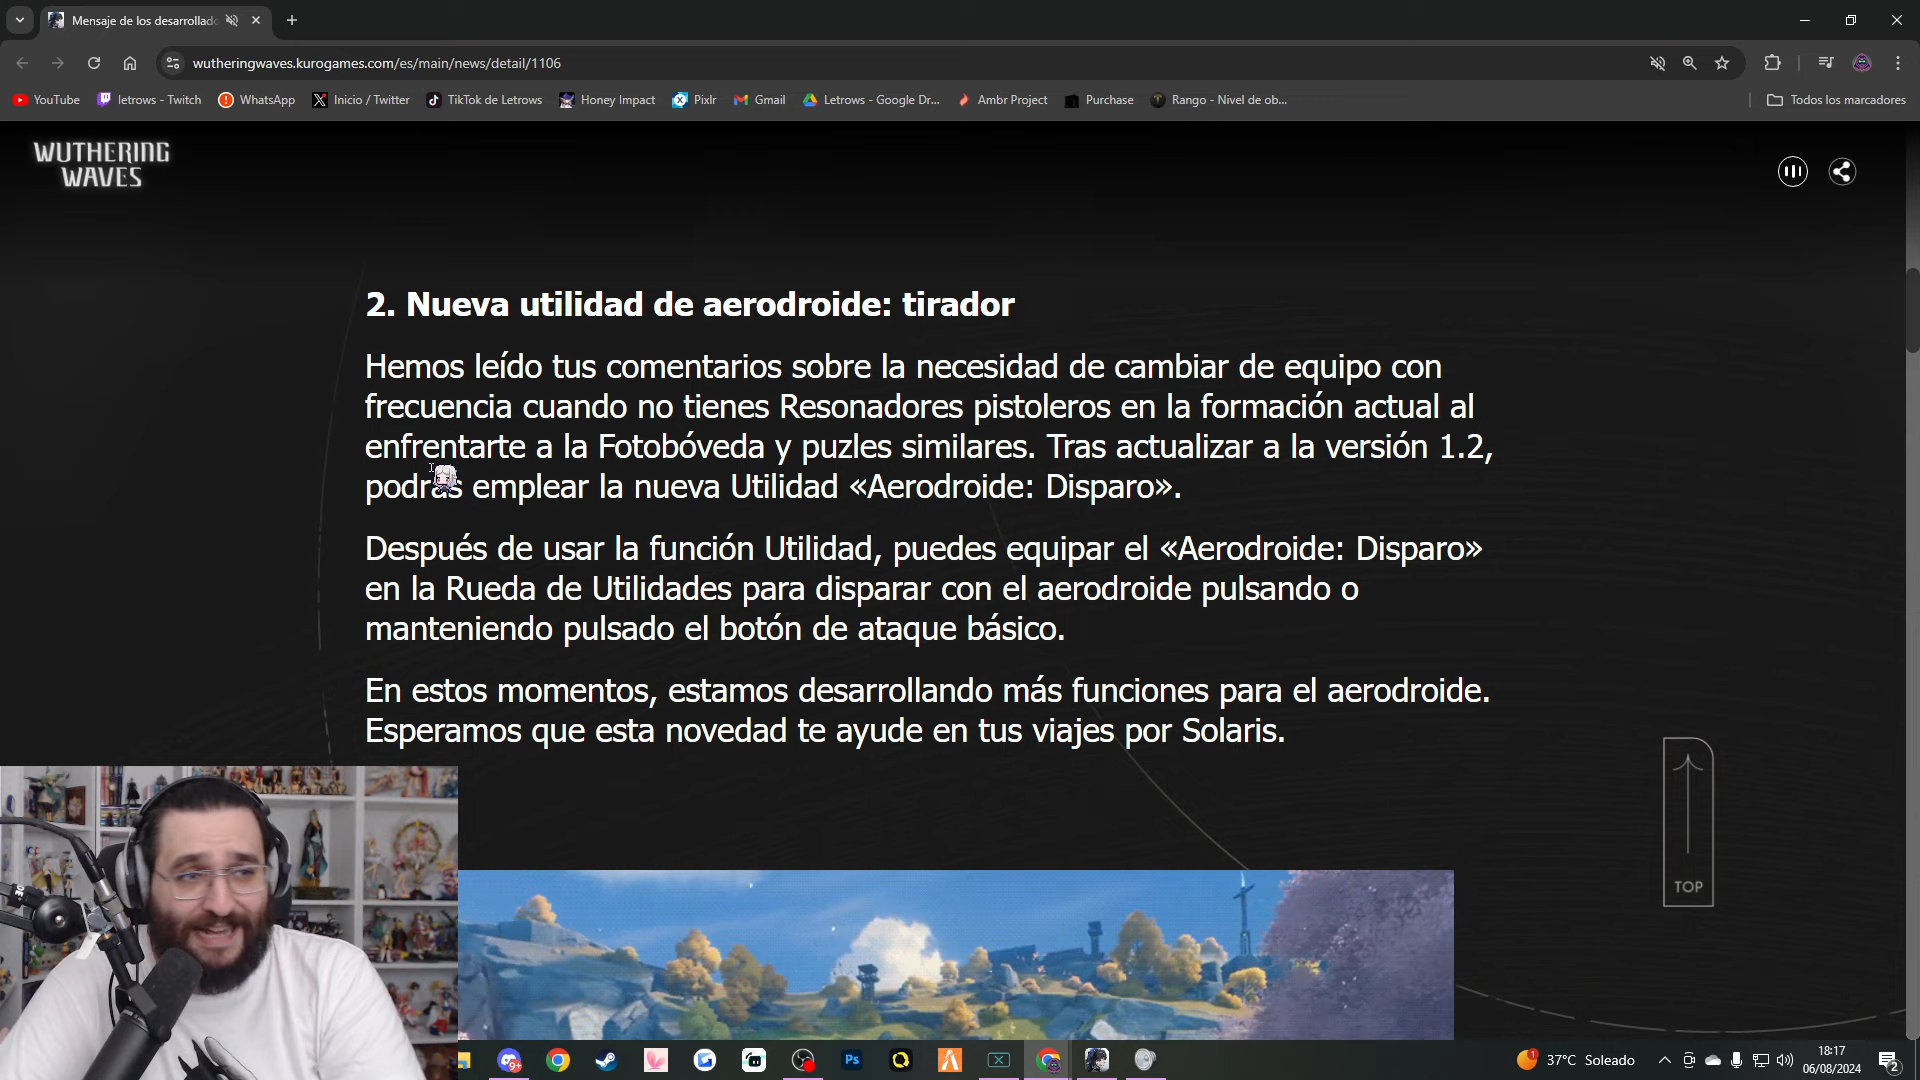 Mensaje de los desarrollado
wutheringwaves.kurogames.com/es/main/news/detail/1106
YouTube
letrows - Twitch
WhatsApp
Inicio / Twitter
TikTok de Letrows
Honey Impact
Pixlr
Gmail
Letrows - Google Dr...
Ambr Project
Purchase
Rango - Nivel de ob...
Todos los marcadores
WUTHERING
WAVES
2. Nueva utilidad de aerodroide: tirador
Hemos leído tus comentarios sobre la necesidad de cambiar de equipo con
frecuencia cuando no tienes Resonadores pistoleros en la formación actual al
enfrentarte a la Fotobóveda y puzles similares. Tras actualizar a la versión 1.2,
podrás emplear la nueva Utilidad «Aerodroide: Disparo».
Después de usar la función Utilidad, puedes equipar el «Aerodroide: Disparo»
en la Rueda de Utilidades para disparar con el aerodroide pulsando o
manteniendo pulsado el botón de ataque básico.
En estos momentos, estamos desarrollando más funciones para el aerodroide.
Esperamos que esta novedad te ayude en tus viajes por Solaris.
TOP
9+
Ps
1
37°C Soleado
18:17
06/08/2024
2